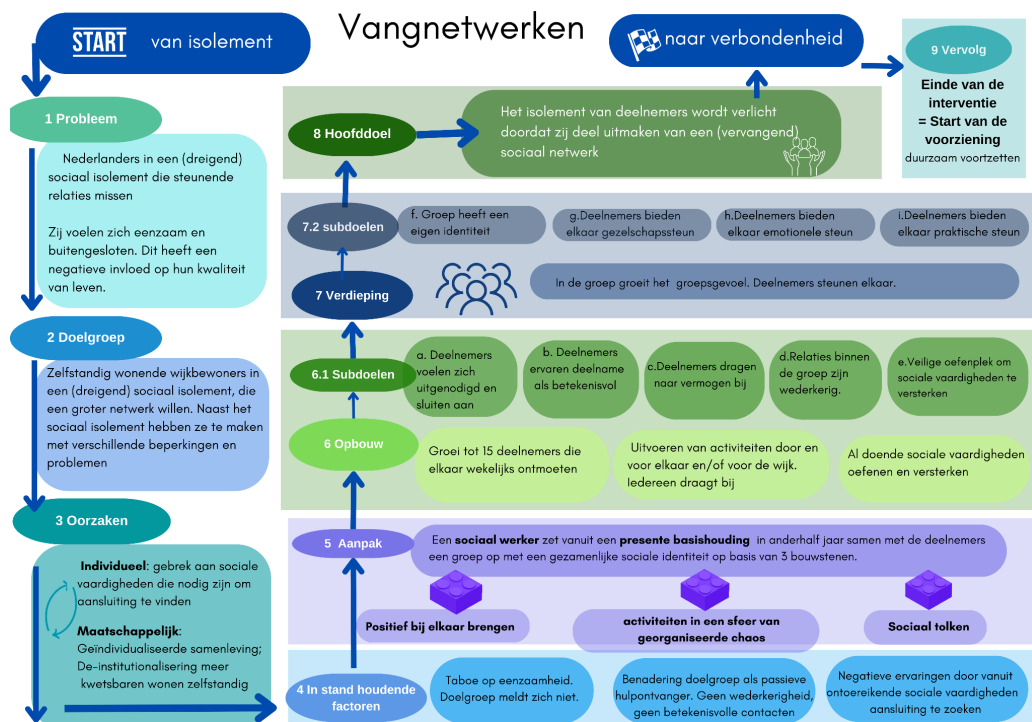 Vangnetwerken
START van isolement
naar verbondenheid
1 Probleem
Nederlanders in een (dreigend)
sociaal isolement die steunende
relaties missen
Zij voelen zich eenzaam en
buitengesloten. Dit heeft een
negatieve invloed op hun kwaliteit
van leven.
2 Doelgroep
Zelfstandig wonende wijkbewoners in
een (dreigend) sociaal isolement, die
een groter netwerk willen. Naast het
sociaal isolement hebben ze te maken
met verschillende beperkingen en
problemen
3 Oorzaken
Individueel: gebrek aan sociale
vaardigheden die nodig zijn om
aansluiting te vinden
Maatschappelijk:
Geïndividualiseerde samenleving;
De-institutionalisering meer
kwetsbaren wonen zelfstandig
4 In stand houdende
factoren
Taboe op eenzaamheid.
Doelgroep meldt zich niet.
Benadering doelgroep als passieve
hulpontvanger. Geen wederkerigheid,
geen betekenisvolle contacten
Negatieve ervaringen door vanuit
ontoereikende sociale vaardigheden
aansluiting te zoeken
5 Aanpak
Een sociaal werker zet vanuit een presente basishouding in anderhalf jaar samen met de deelnemers
een groep op met een gezamenlijke sociale identiteit op basis van 3 bouwstenen.
Positief bij elkaar brengen
activiteiten in een sfeer van
georganiseerde chaos
Sociaal tolken
6 Opbouw
Groei tot 15 deelnemers die
elkaar wekelijks ontmoeten
Uitvoeren van activiteiten door en
voor elkaar en/of voor de wijk.
Iedereen draagt bij
Al doende sociale vaardigheden
oefenen en versterken
6.1 Subdoelen
a. Deelnemers
voelen zich
uitgenodigd en
sluiten aan
b. Deelnemers
ervaren deelname
als betekenisvol
c.Deelnemers dragen
naar vermogen bij
d.Relaties binnen
de groep zijn
wederkerig.
e.Veilige oefenplek om
sociale vaardigheden te
versterken
7 Verdieping
In de groep groeit het groepsgevoel. Deelnemers steunen elkaar.
7.2 subdoelen
f. Groep heeft een
eigen identiteit
g.Deelnemers bieden
elkaar gezelschapssteun
h.Deelnemers bieden
elkaar emotionele steun
i.Deelnemers bieden
elkaar praktische steun
8 Hoofddoel
Het isolement van deelnemers wordt verlicht
doordat zij deel uitmaken van een (vervangend)
sociaal netwerk
9 Vervolg
Einde van de
interventie
= Start van de
voorziening
duurzaam voortzetten